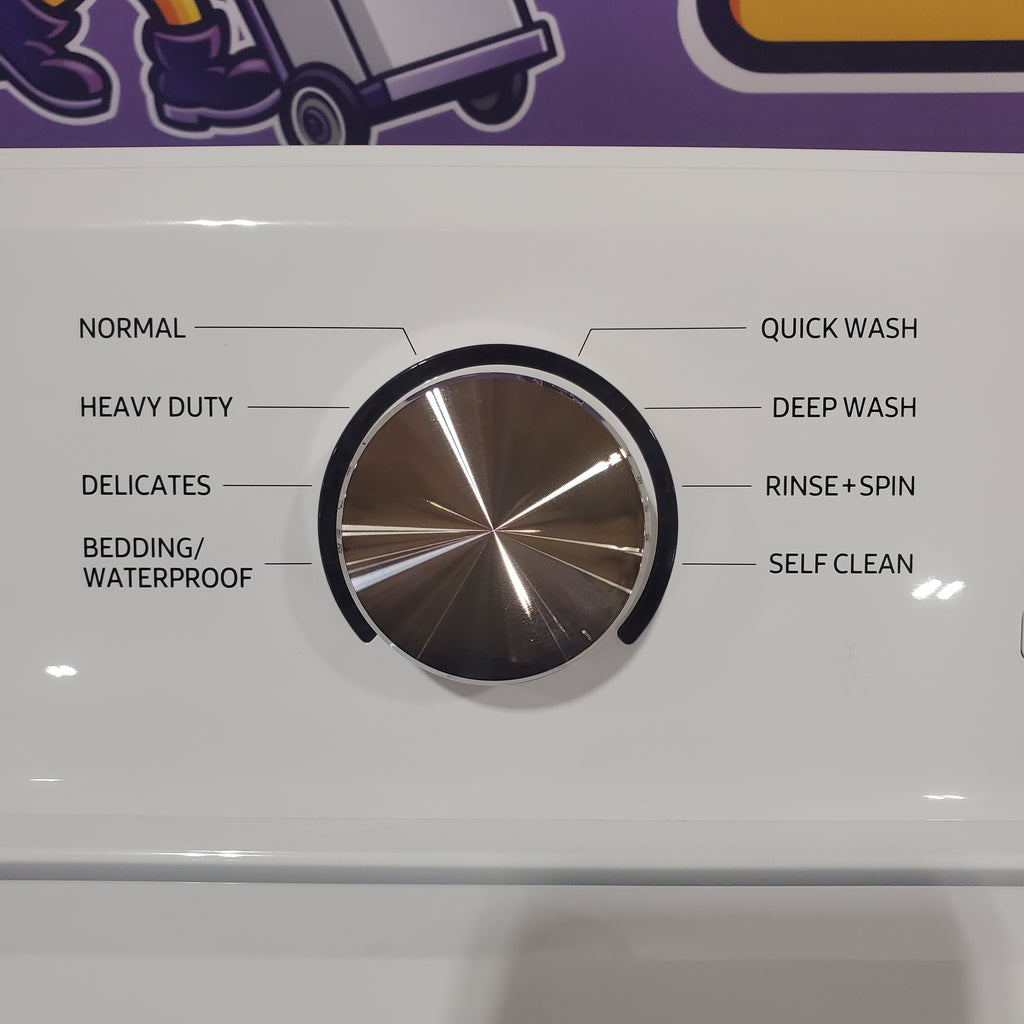 NORMAL
HEAVY DUTY
DELICATES
BEDDING/
WATERPROOF
QUICK WASH
DEEP WASH
RINSE+SPIN
SELF CLEAN